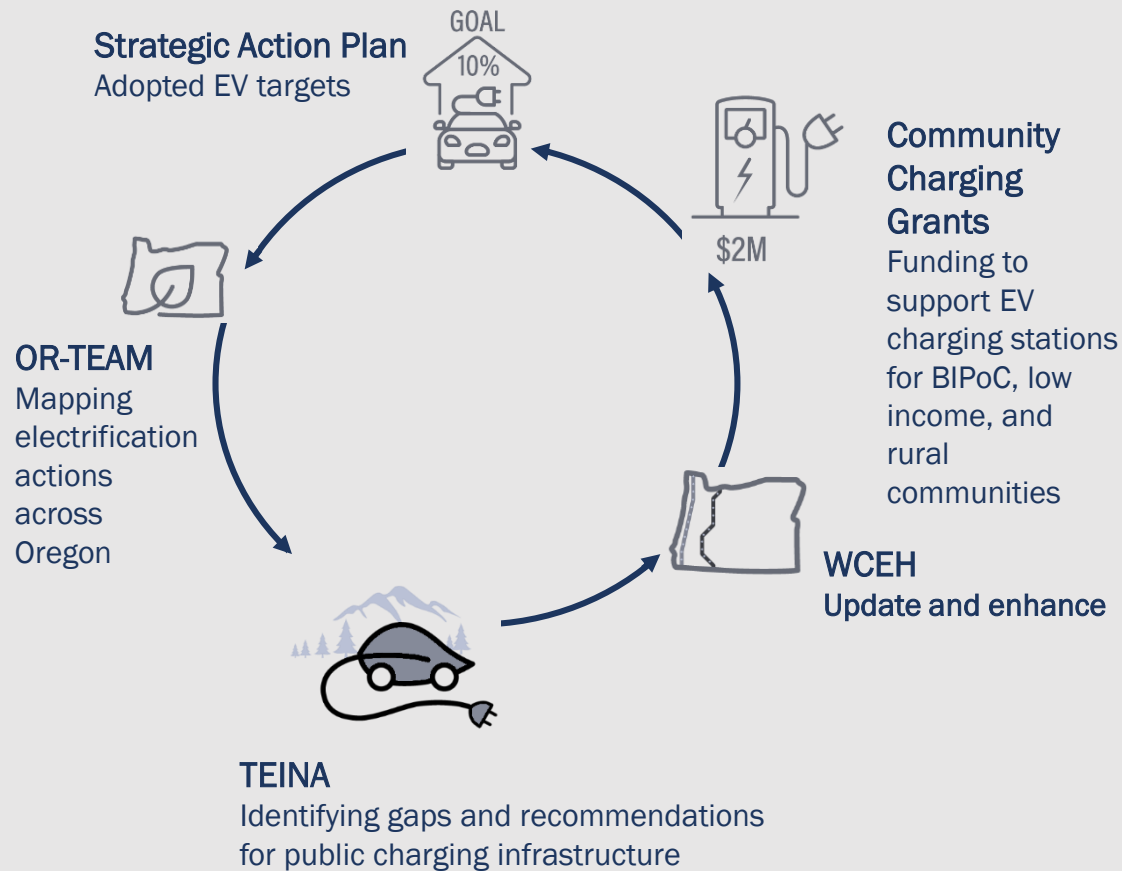 GOAL
10%
Strategic Action Plan
Adopted EV targets
$2M
Community
Charging
Grants
Funding to
support EV
charging stations
for BIPoC, low
income, and
rural
communities
OR-TEAM
Mapping
electrification
actions
across
Oregon
WCEH
Update and enhance
TEINA
Identifying gaps and recommendations
for public charging infrastructure